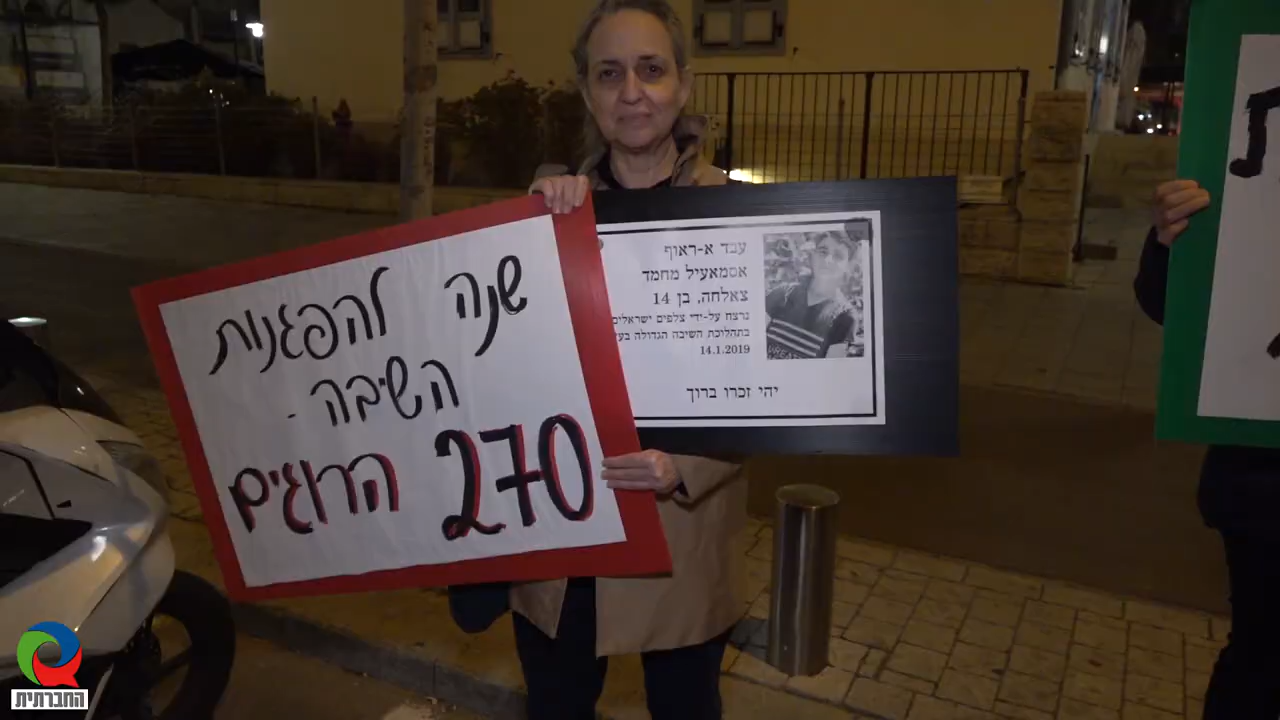 שנה להפגנות
השיבה -
270 הרוגים
עבד א-ראוף
אסמאעיל מחמד
צאלחה, בן 14
נרצח על-ידי צלפים ישראלים
בתהלוכת השיבה הגדולה
14.1.2019
יהי זכרו ברוך
החברתית